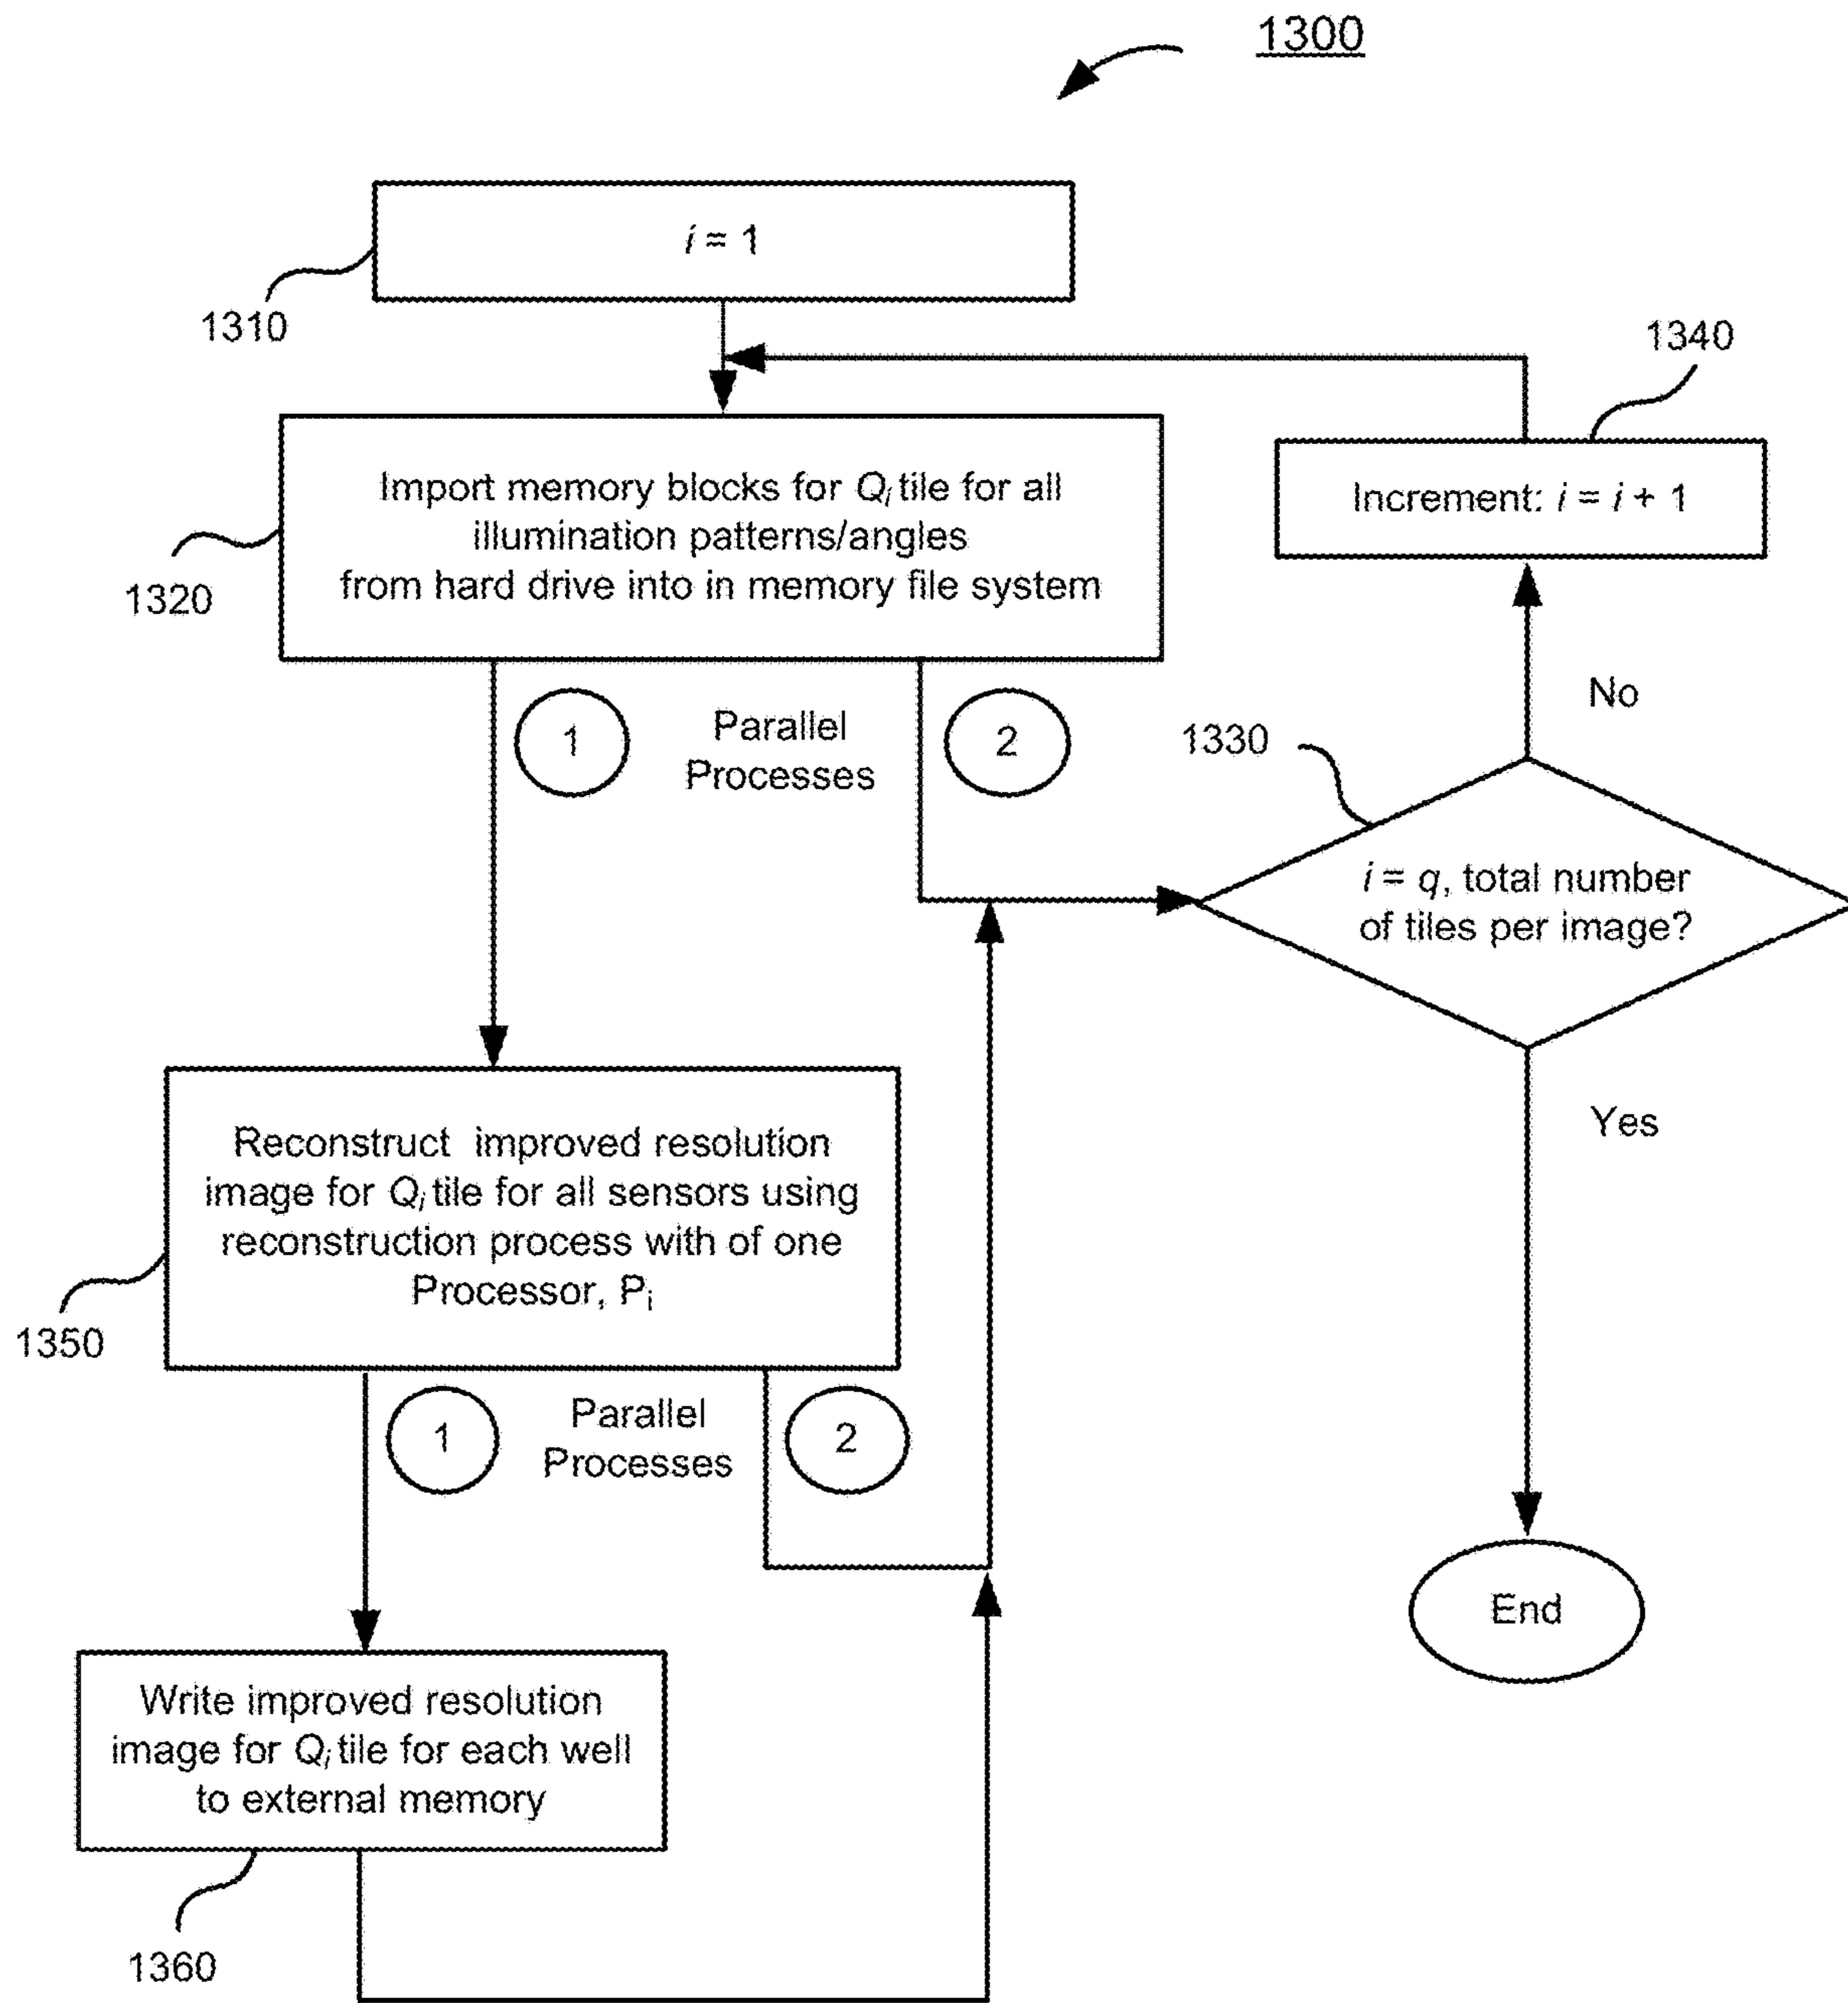 1300
i = 1
1310
1340
Import memory blocks for Qi tile for all
illumination patterns/angles
from hard drive into in memory file system
Increment: i = i + 1
1320
1
Parallel
Processes
2
No
1330
i = q, total number
of tiles per image?
Yes
Reconstruct improved resolution
image for Qi tile for all sensors using
reconstruction process with of one
Processor, Pi
1350
1
Parallel
Processes
2
End
Write improved resolution
image for Qi tile for each well
to external memory
1360